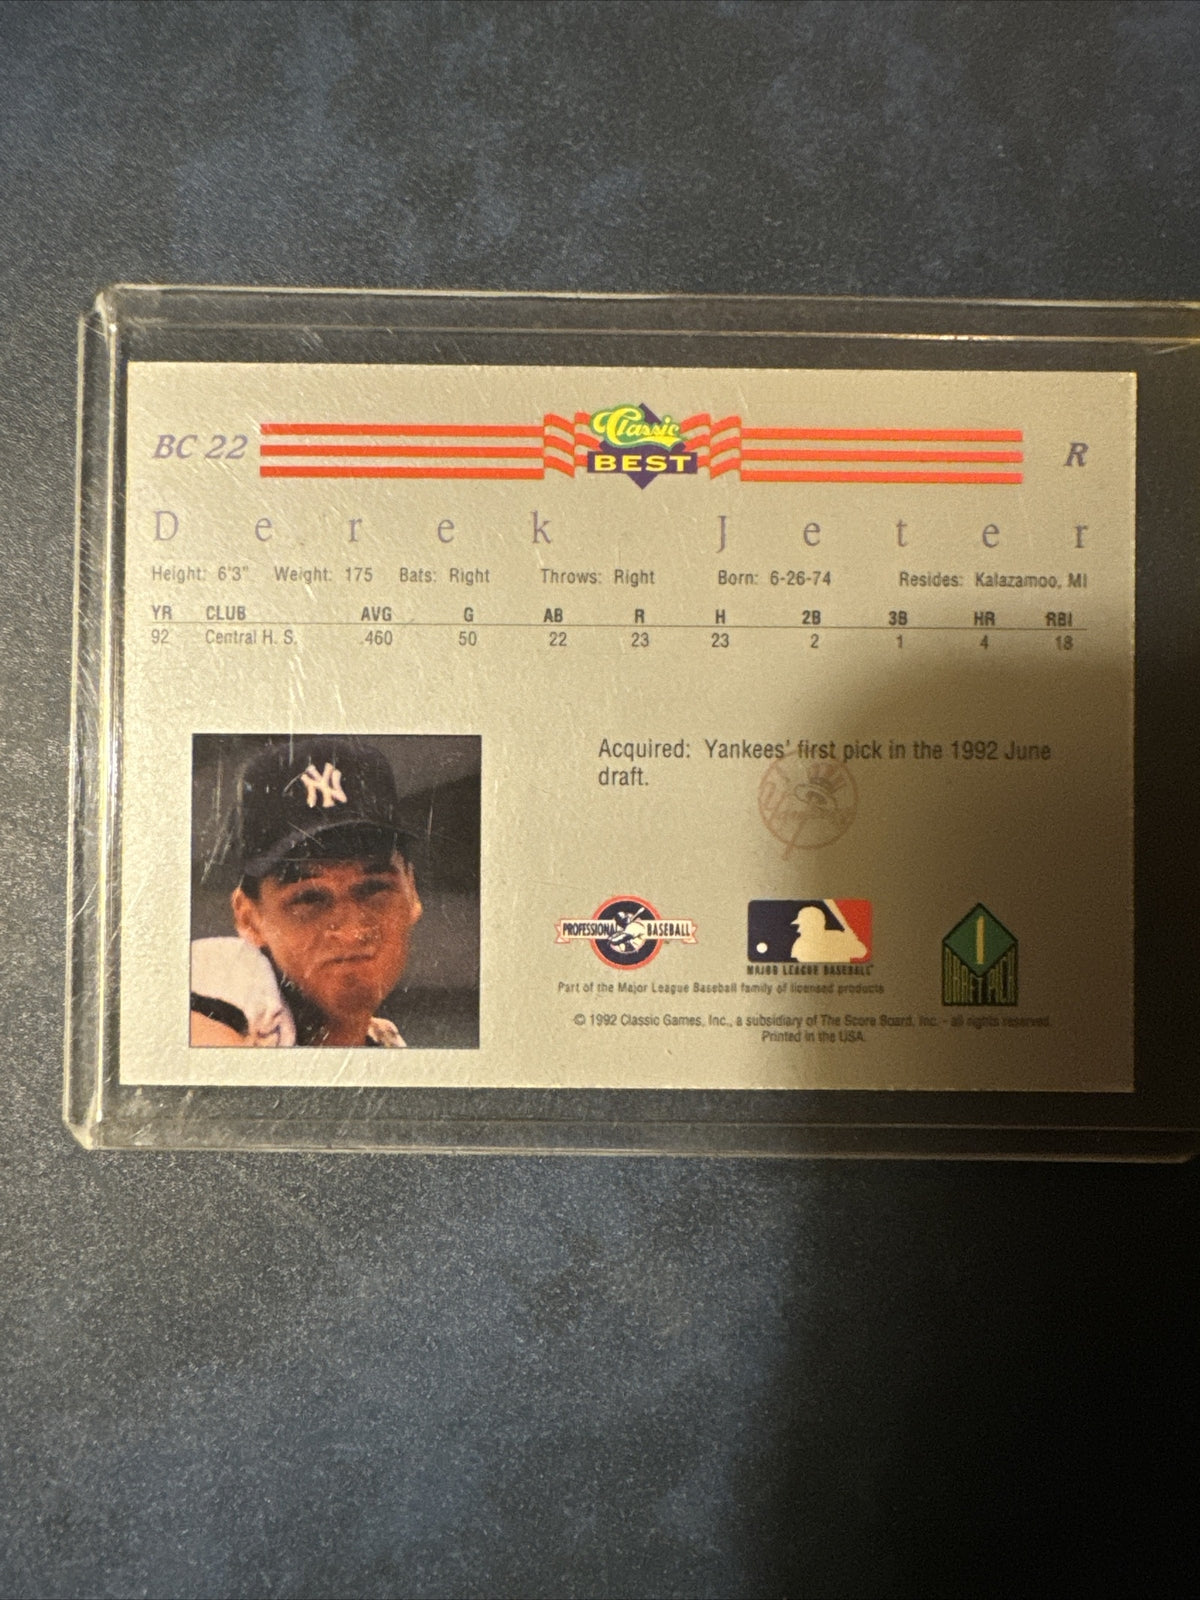 BC 22
Classic
BEST
R
Derek Jeter
Height: 6'3" Weight: 175 Bats: Right Throws: Right Born: 6-26-74 Resides: Kalazamoo, MI
YR CLUB AVG G AB R H 2B 3B HR RBI
92 Central H. S. .460 50 22 23 23 2 1 4 18
NY
Acquired: Yankees' first pick in the 1992 June
draft.
Yankees
PROFESSIONAL BASEBALL
MAJOR LEAGUE BASEBALL
1
DRAFT PICK
Part of the Major League Baseball family of licensed products
© 1992 Classic Games, Inc., a subsidiary of The Score Board, Inc. - all rights reserved.
Printed in the USA.